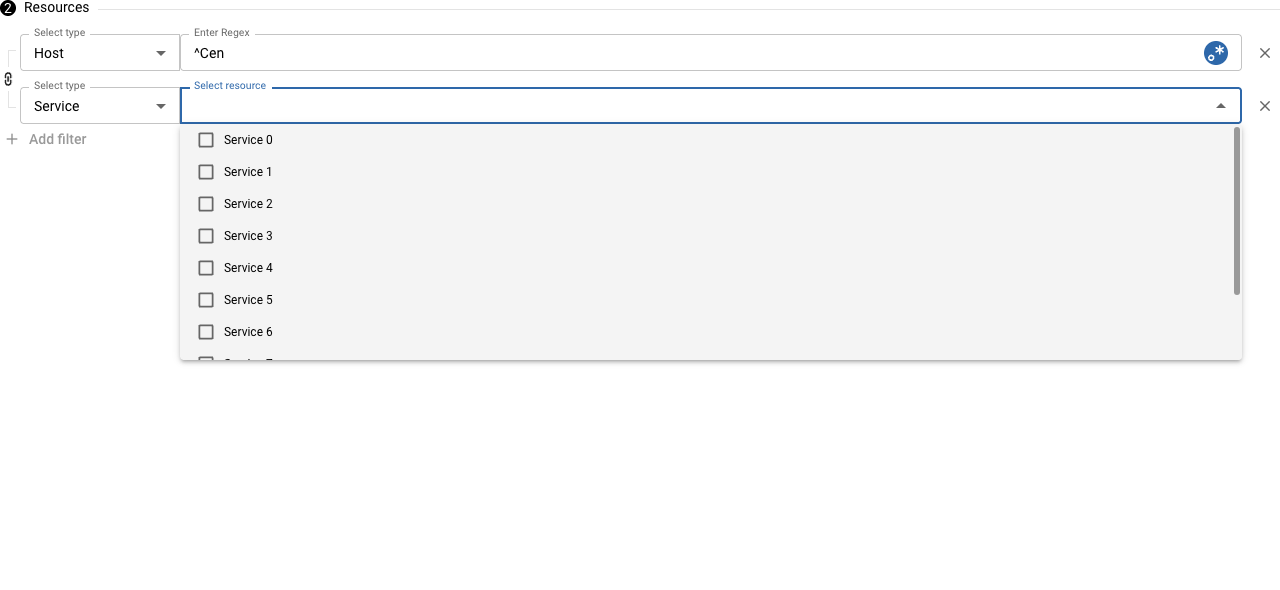 2 Resources
Select type
Enter Regex
Host
^Cen
Select type
Select resource
Service
Add filter
Service 0
Service 1
Service 2
Service 3
Service 4
Service 5
Service 6